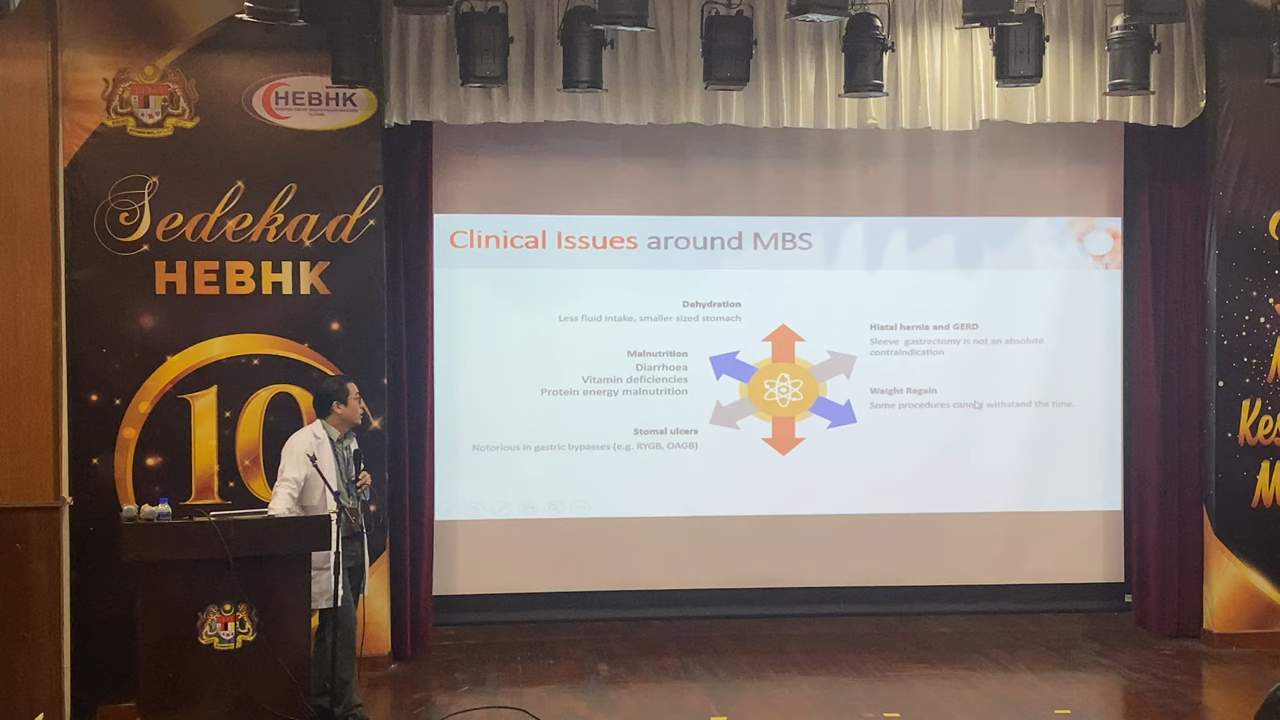 HEBHK
Sedekad
HEBHK
10
Clinical Issues around MBS
Dehydration
Less fluid intake, smaller sized stomach
Malnutrition
Diarrhoea
Vitamin deficiencies
Protein energy malnutrition
Stomal ulcers
Notorious in gastric bypasses (e.g. RYGB, OAGB)
Hiatal hernia and GERD
Sleeve gastrectomy is not an absolute
contraindication
Weight Regain
Some procedures cannot withstand the time.